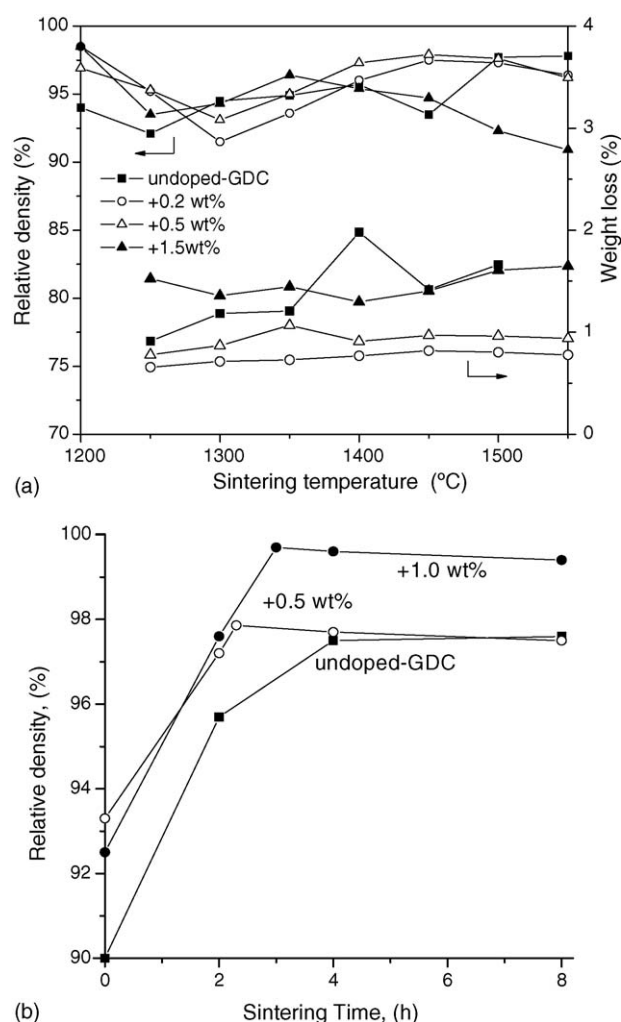 100
95
90
85
80
75
70
4
3
2
1
0
Relative density (%)
Weight loss (%)
undoped-GDC
+0.2 wt%
+0.5 wt%
+1.5wt%
1200
1300
1400
1500
(a)
Sintering temperature (ºC)
100
98
96
94
92
90
Relative density, (%)
+1.0 wt%
+0.5 wt%
undoped-GDC
0
2
4
6
8
(b)
Sintering Time, (h)